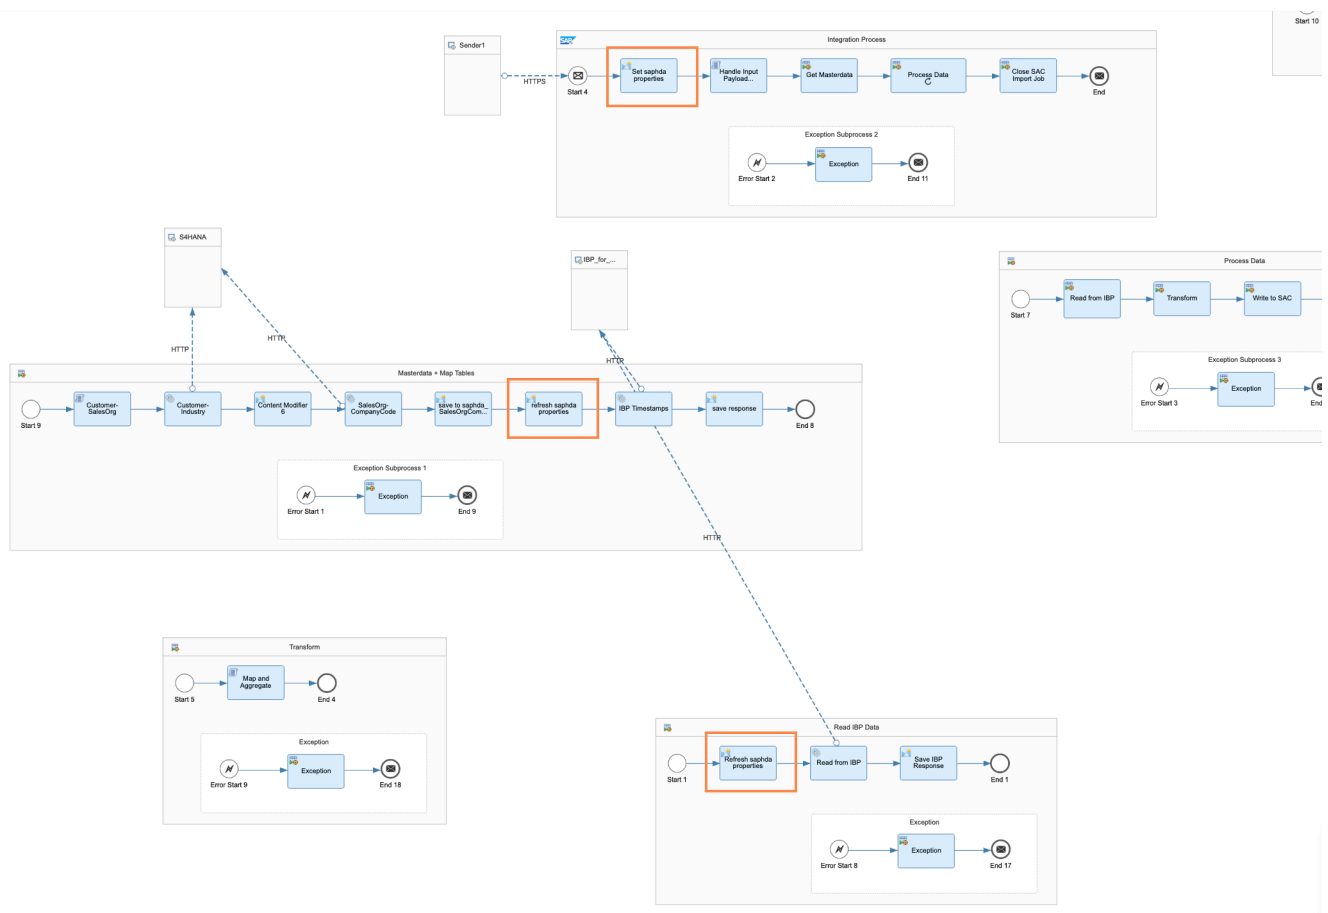 Start 10
Sender1
SAP
Integration Process
HTTPS
Start 4
Set saphda
properties
Handle Input
Payload...
Get Masterdata
Process Data
Close SAC
Import Job
End
Exception Subprocess 2
Error Start 2
Exception
End 11
S4HANA
IBP_for_...
HTTP
HTTP
HTTP
Process Data
Start 7
Read from IBP
Transform
Write to SAC
Exception Subprocess 3
Error Start 3
Exception
End
Masterdata + Map Tables
Start 9
Customer-
SalesOrg
Customer-
Industry
Content Modifier
6
SalesOrg-
CompanyCode
save to saphda_
SalesOrgCom...
refresh saphda
properties
IBP Timestamps
save response
End 8
Exception Subprocess 1
Error Start 1
Exception
End 9
HTTP
Transform
Start 5
Map and
Aggregate
End 4
Exception
Error Start 9
Exception
End 18
Read IBP Data
Start 1
Refresh saphda
properties
Read from IBP
Save IBP
Response
End 1
Exception
Error Start 8
Exception
End 17